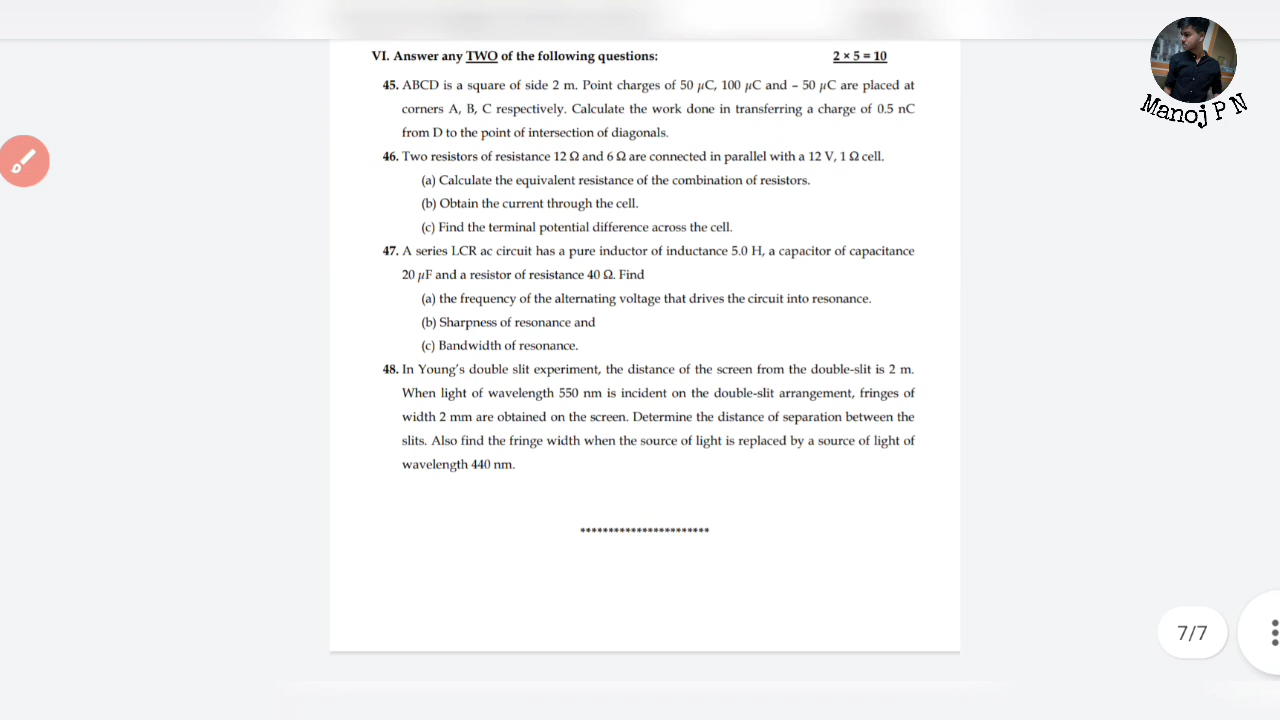 VI. Answer any TWO of the following questions: 2 × 5 = 10
45. ABCD is a square of side 2 m. Point charges of 50 μC, 100 μC and – 50 μC are placed at
corners A, B, C respectively. Calculate the work done in transferring a charge of 0.5 nC
from D to the point of intersection of diagonals.
46. Two resistors of resistance 12 Ω and 6 Ω are connected in parallel with a 12 V, 1 Ω cell.
(a) Calculate the equivalent resistance of the combination of resistors.
(b) Obtain the current through the cell.
(c) Find the terminal potential difference across the cell.
47. A series LCR ac circuit has a pure inductor of inductance 5.0 H, a capacitor of capacitance
20 μF and a resistor of resistance 40 Ω. Find
(a) the frequency of the alternating voltage that drives the circuit into resonance.
(b) Sharpness of resonance and
(c) Bandwidth of resonance.
48. In Young's double slit experiment, the distance of the screen from the double-slit is 2 m.
When light of wavelength 550 nm is incident on the double-slit arrangement, fringes of
width 2 mm are obtained on the screen. Determine the distance of separation between the
slits. Also find the fringe width when the source of light is replaced by a source of light of
wavelength 440 nm.
***********************
Manoj P N
7/7